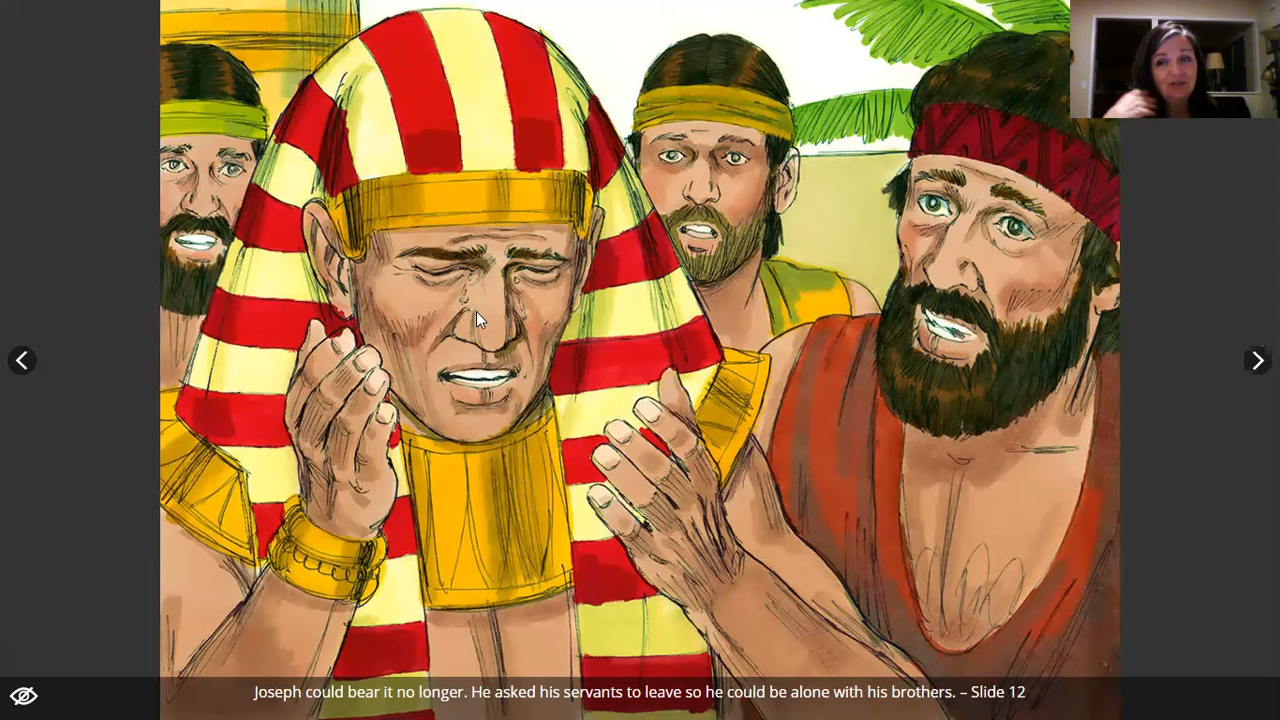 Joseph could bear it no longer. He asked his servants to leave so he could be alone with his brothers. – Slide 12